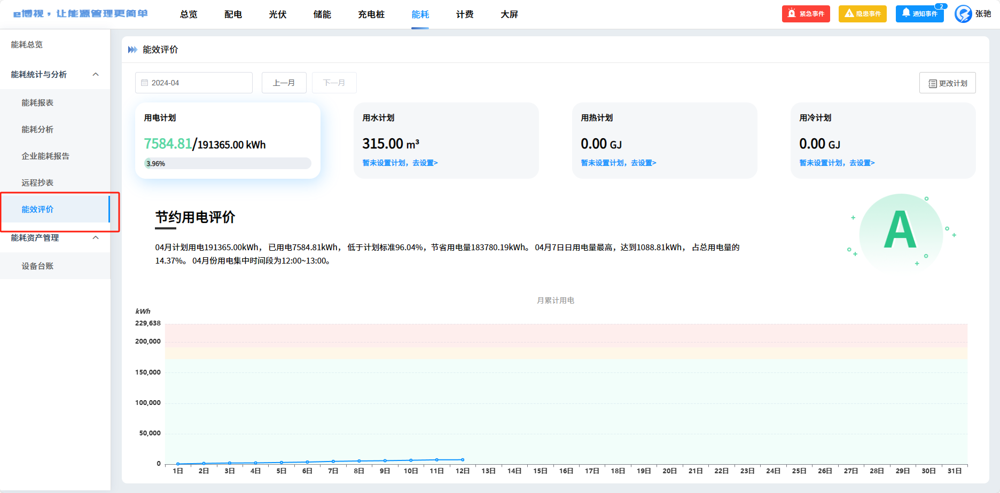 e博视，让能源管理更简单
总览
配电
光伏
储能
充电桩
能耗
计费
大屏
紧急事件
隐患事件
通知事件
2
张驰
能耗总览
能耗统计与分析
能耗报表
能耗分析
企业能耗报告
远程抄表
能效评价
能耗资产管理
设备台账
能效评价
2024-04
上一月
下一月
更改计划
用电计划
7584.81/191365.00 kWh
3.96%
用水计划
315.00 m³
暂未设置计划，去设置>
用热计划
0.00 GJ
暂未设置计划，去设置>
用冷计划
0.00 GJ
暂未设置计划，去设置>
节约用电评价
04月计划用电191365.00kWh， 已用电7584.81kWh， 低于计划标准96.04%，节省用电量183780.19kWh。 04月7日日用电量最高，达到1088.81kWh， 占总用电量的
14.37%。 04月份用电集中时间段为12:00~13:00。
A
月累计用电
kWh
229,638
200,000
150,000
100,000
50,000
0
1日 2日 3日 4日 5日 6日 7日 8日 9日 10日 11日 12日 13日 14日 15日 16日 17日 18日 19日 20日 21日 22日 23日 24日 25日 26日 27日 28日 29日 30日 31日